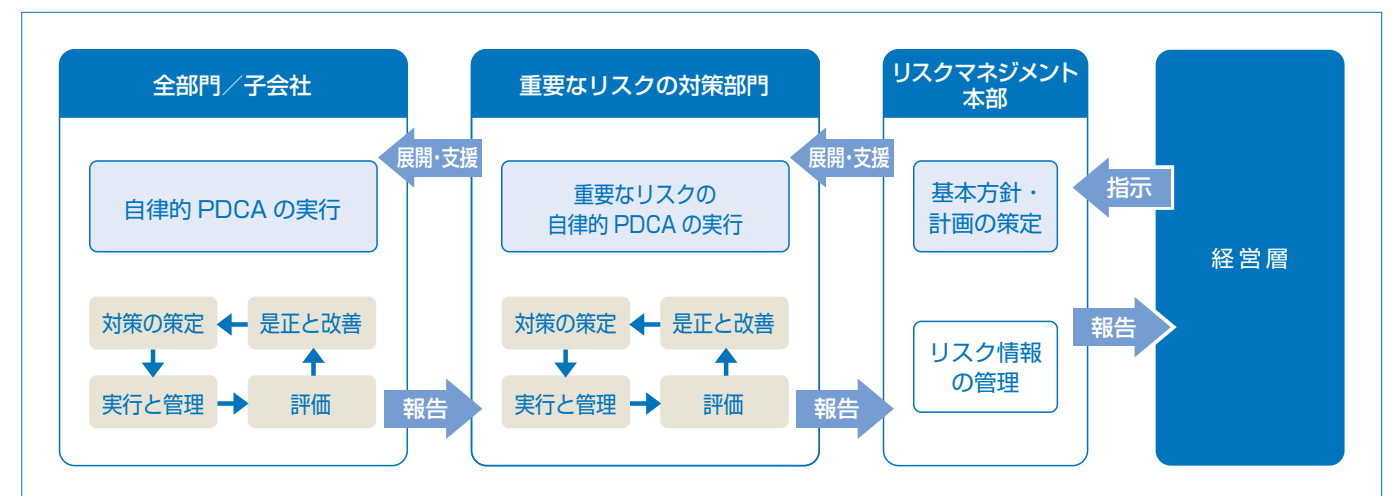 全部門／子会社
展開・支援
自律的 PDCA の実行
対策の策定
是正と改善
実行と管理
評価
報告
重要なリスクの対策部門
展開・支援
重要なリスクの
自律的 PDCA の実行
対策の策定
是正と改善
実行と管理
評価
報告
リスクマネジメント
本部
指示
基本方針・
計画の策定
報告
リスク情報
の管理
経営層